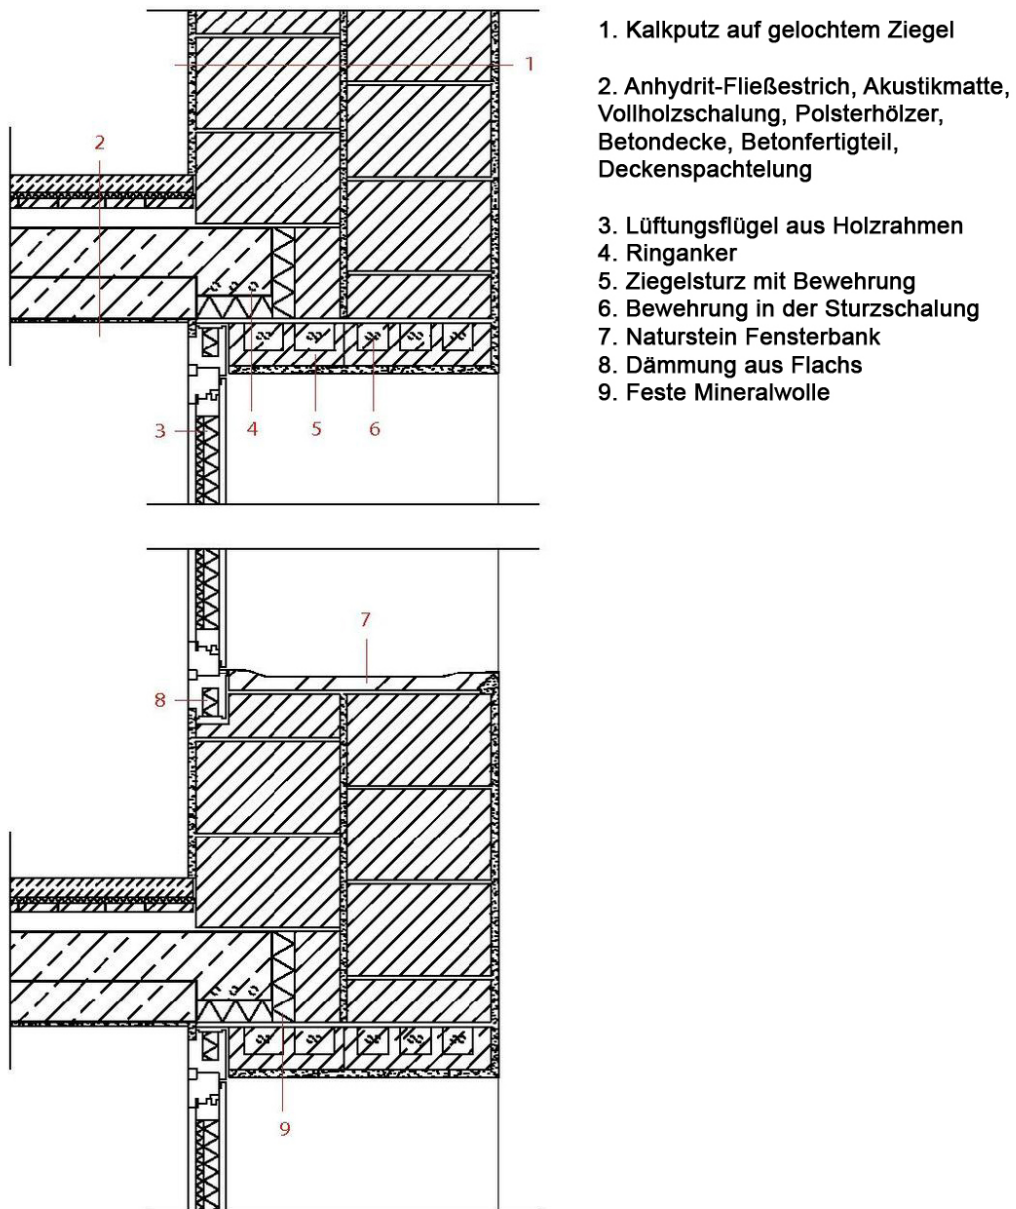 1. Kalkputz auf gelochtem Ziegel
2. Anhydrit-Fließestrich, Akustikmatte,
Vollholzschalung, Polsterhölzer,
Betondecke, Betonfertigteil,
Deckenspachtelung
3. Lüftungsflügel aus Holzrahmen
4. Ringanker
5. Ziegelsturz mit Bewehrung
6. Bewehrung in der Sturzschalung
7. Naturstein Fensterbank
8. Dämmung aus Flachs
9. Feste Mineralwolle
1
2
3
4
5
6
7
8
9